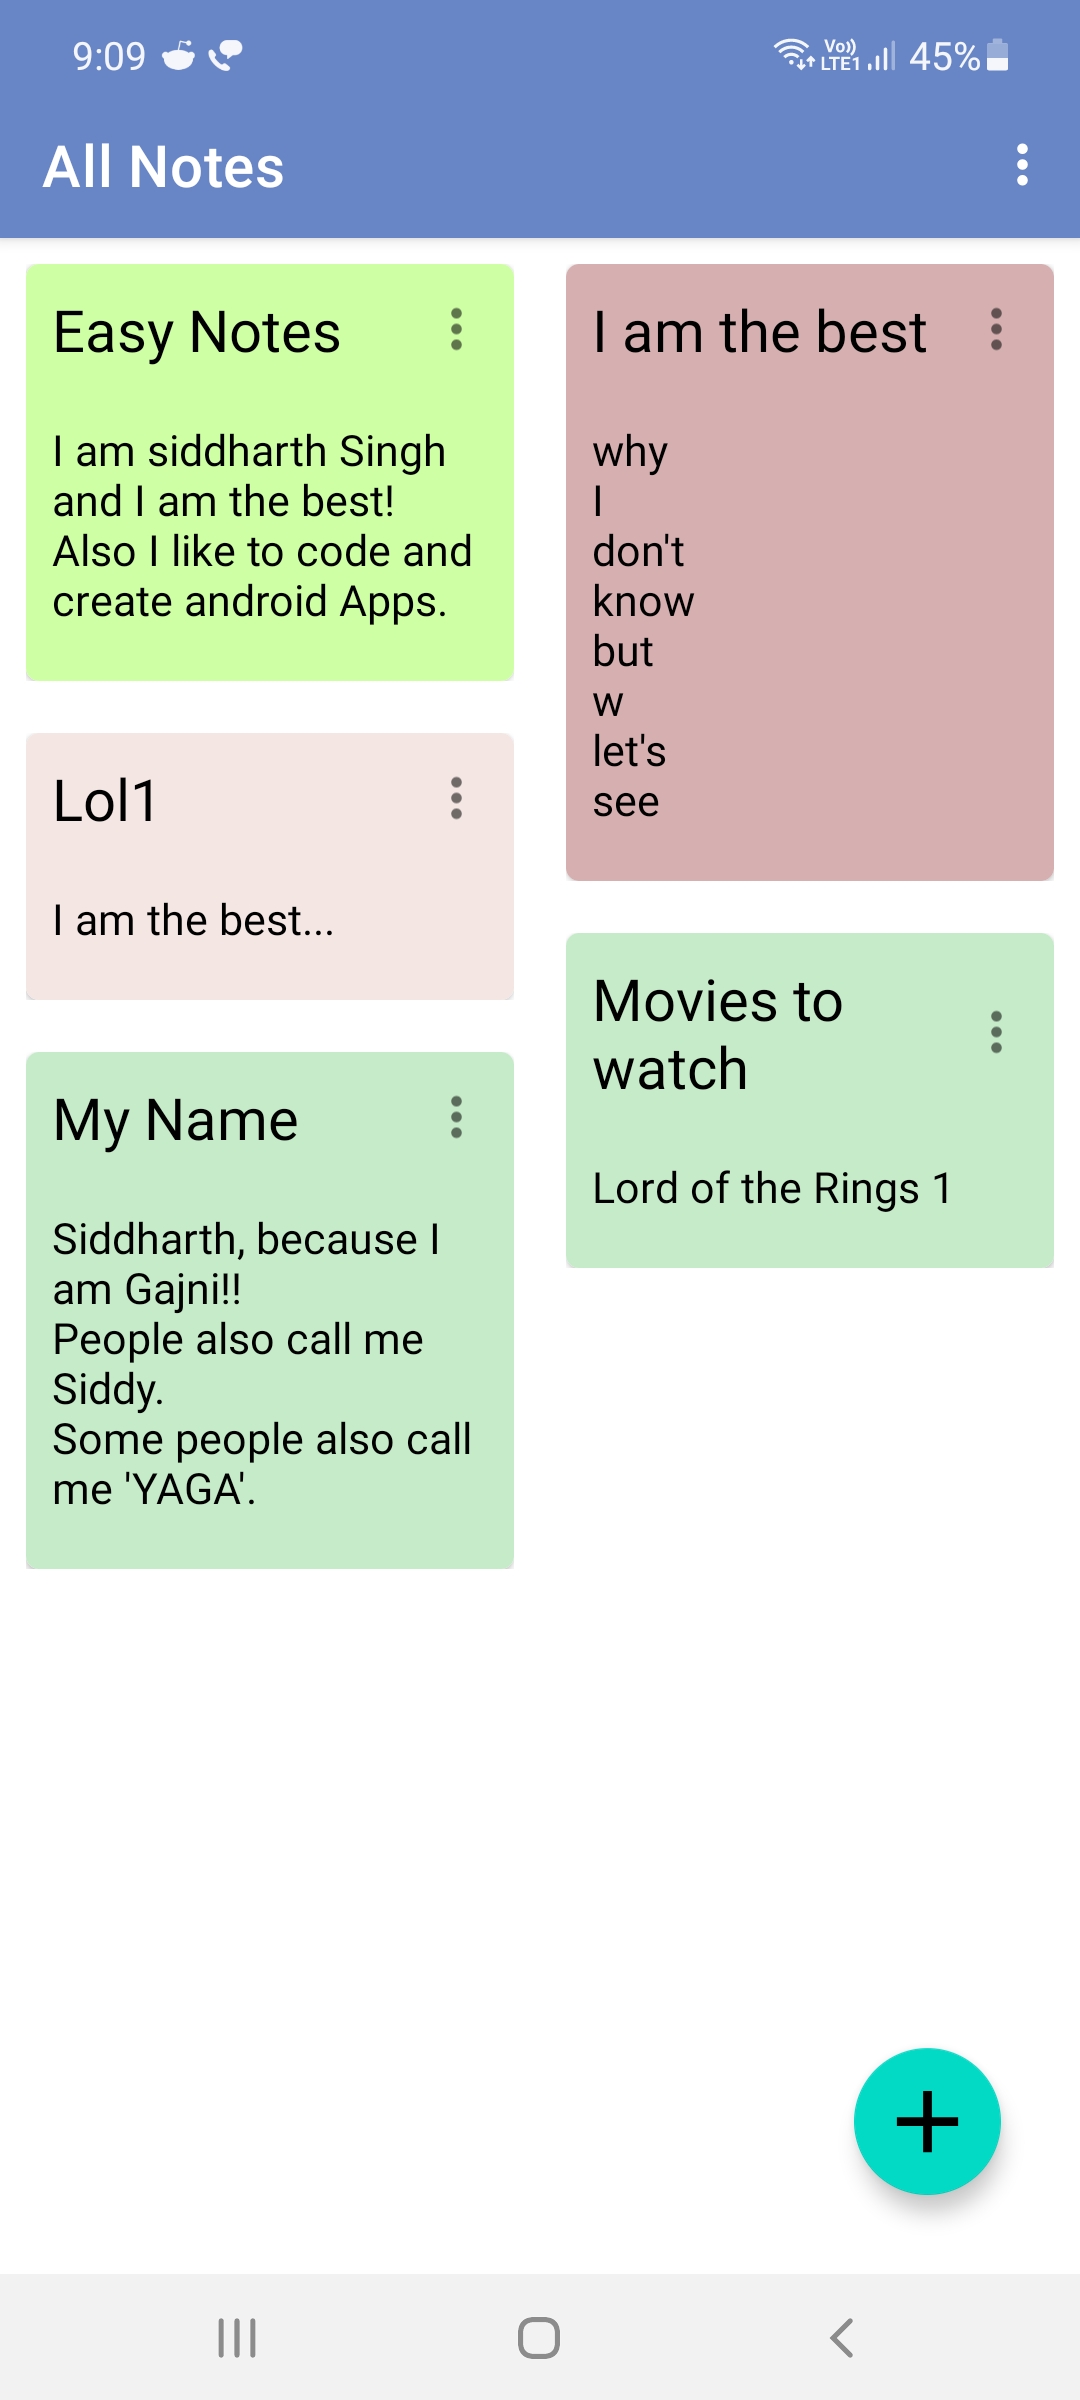 9:09
Vo))
LTE1
45%
All Notes
Easy Notes
I am siddharth Singh
and I am the best!
Also I like to code and
create android Apps.
I am the best
why
I
don't
know
but
w
let's
see
Lol1
I am the best...
Movies to
watch
Lord of the Rings 1
My Name
Siddharth, because I
am Gajni!!
People also call me
Siddy.
Some people also call
me 'YAGA'.